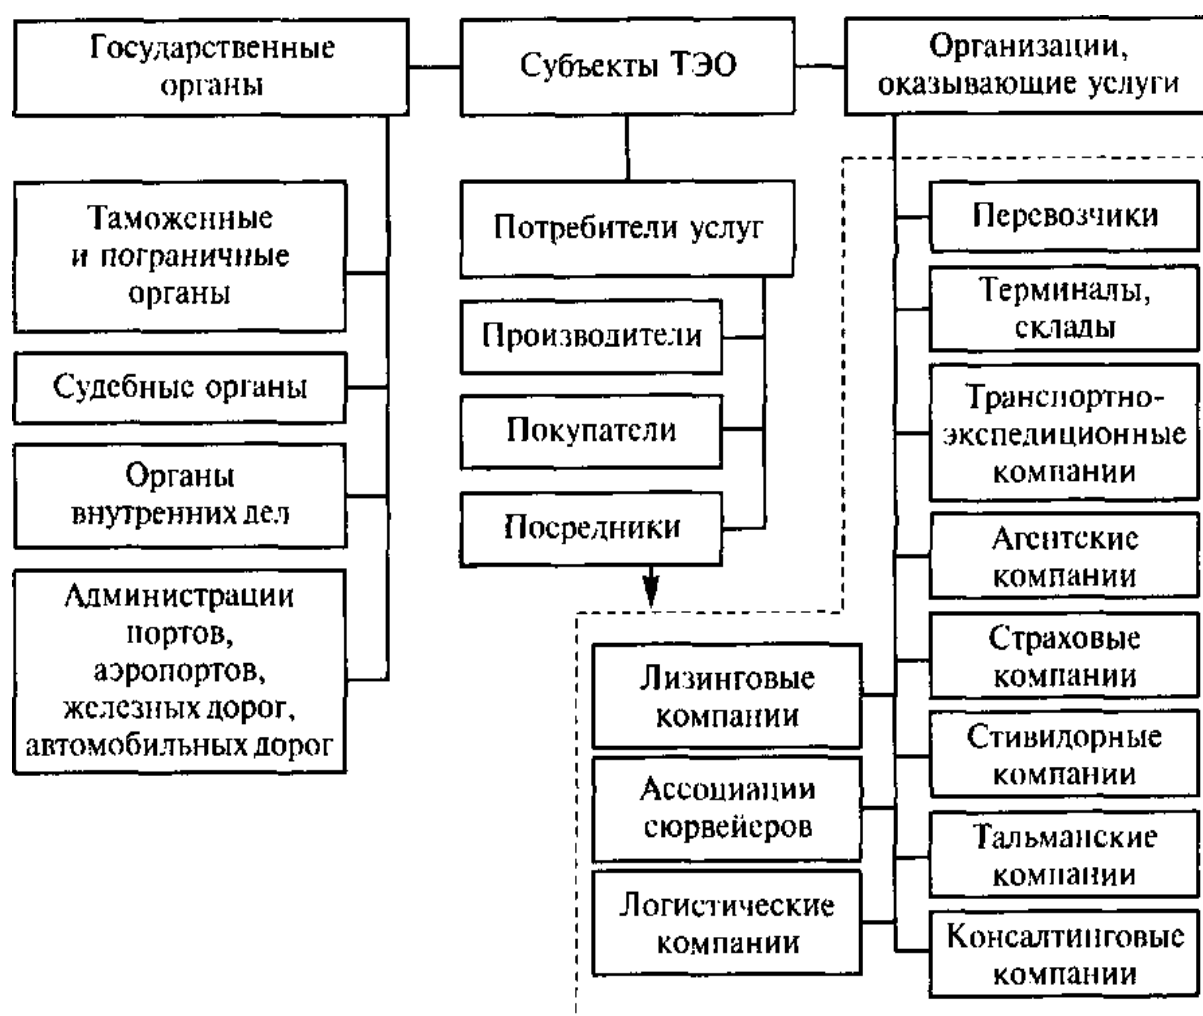 Государственные
органы
Субъекты ТЭО
Организации,
оказывающие услуги
Таможенные
и пограничные
органы
Судебные органы
Органы
внутренних дел
Администрации
портов,
аэропортов,
железных дорог,
автомобильных дорог
Потребители услуг
Производители
Покупатели
Посредники
Лизинговые
компании
Ассоциации
сюрвейеров
Логистические
компании
Перевозчики
Терминалы,
склады
Транспортно-
экспедиционные
компании
Агентские
компании
Страховые
компании
Стивидорные
компании
Тальманские
компании
Консалтинговые
компании